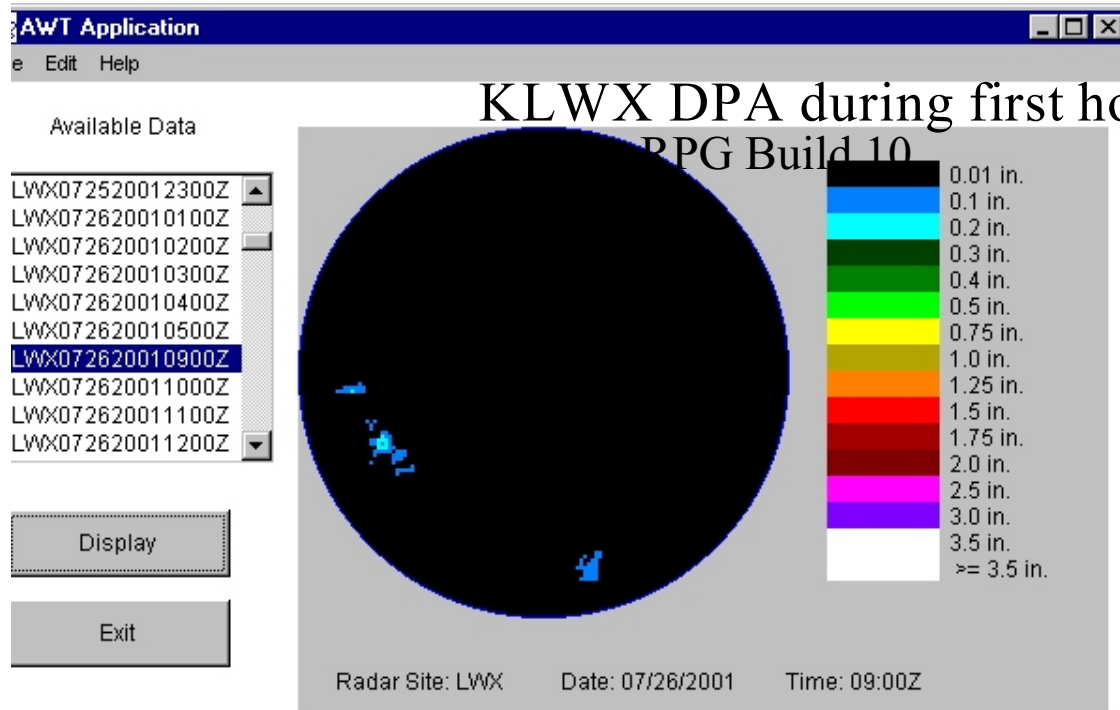 AWT Application
e Edit Help
KLWX DPA during first ho
RPG Build 10
Available Data
LWX072520012300Z
LWX072620010100Z
LWX072620010200Z
LWX072620010300Z
LWX072620010400Z
LWX072620010500Z
LWX072620010900Z
LWX072620011000Z
LWX072620011100Z
LWX072620011200Z
Display
Exit
0.01 in.
0.1 in.
0.2 in.
0.3 in.
0.4 in.
0.5 in.
0.75 in.
1.0 in.
1.25 in.
1.5 in.
1.75 in.
2.0 in.
2.5 in.
3.0 in.
3.5 in.
>= 3.5 in.
Radar Site: LWX Date: 07/26/2001 Time: 09:00Z